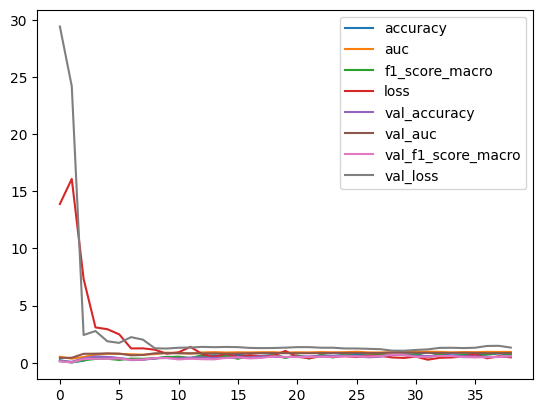 30
25
20
15
10
5
0
accuracy
auc
f1_score_macro
loss
val_accuracy
val_auc
val_f1_score_macro
val_loss
0 5 10 15 20 25 30 35